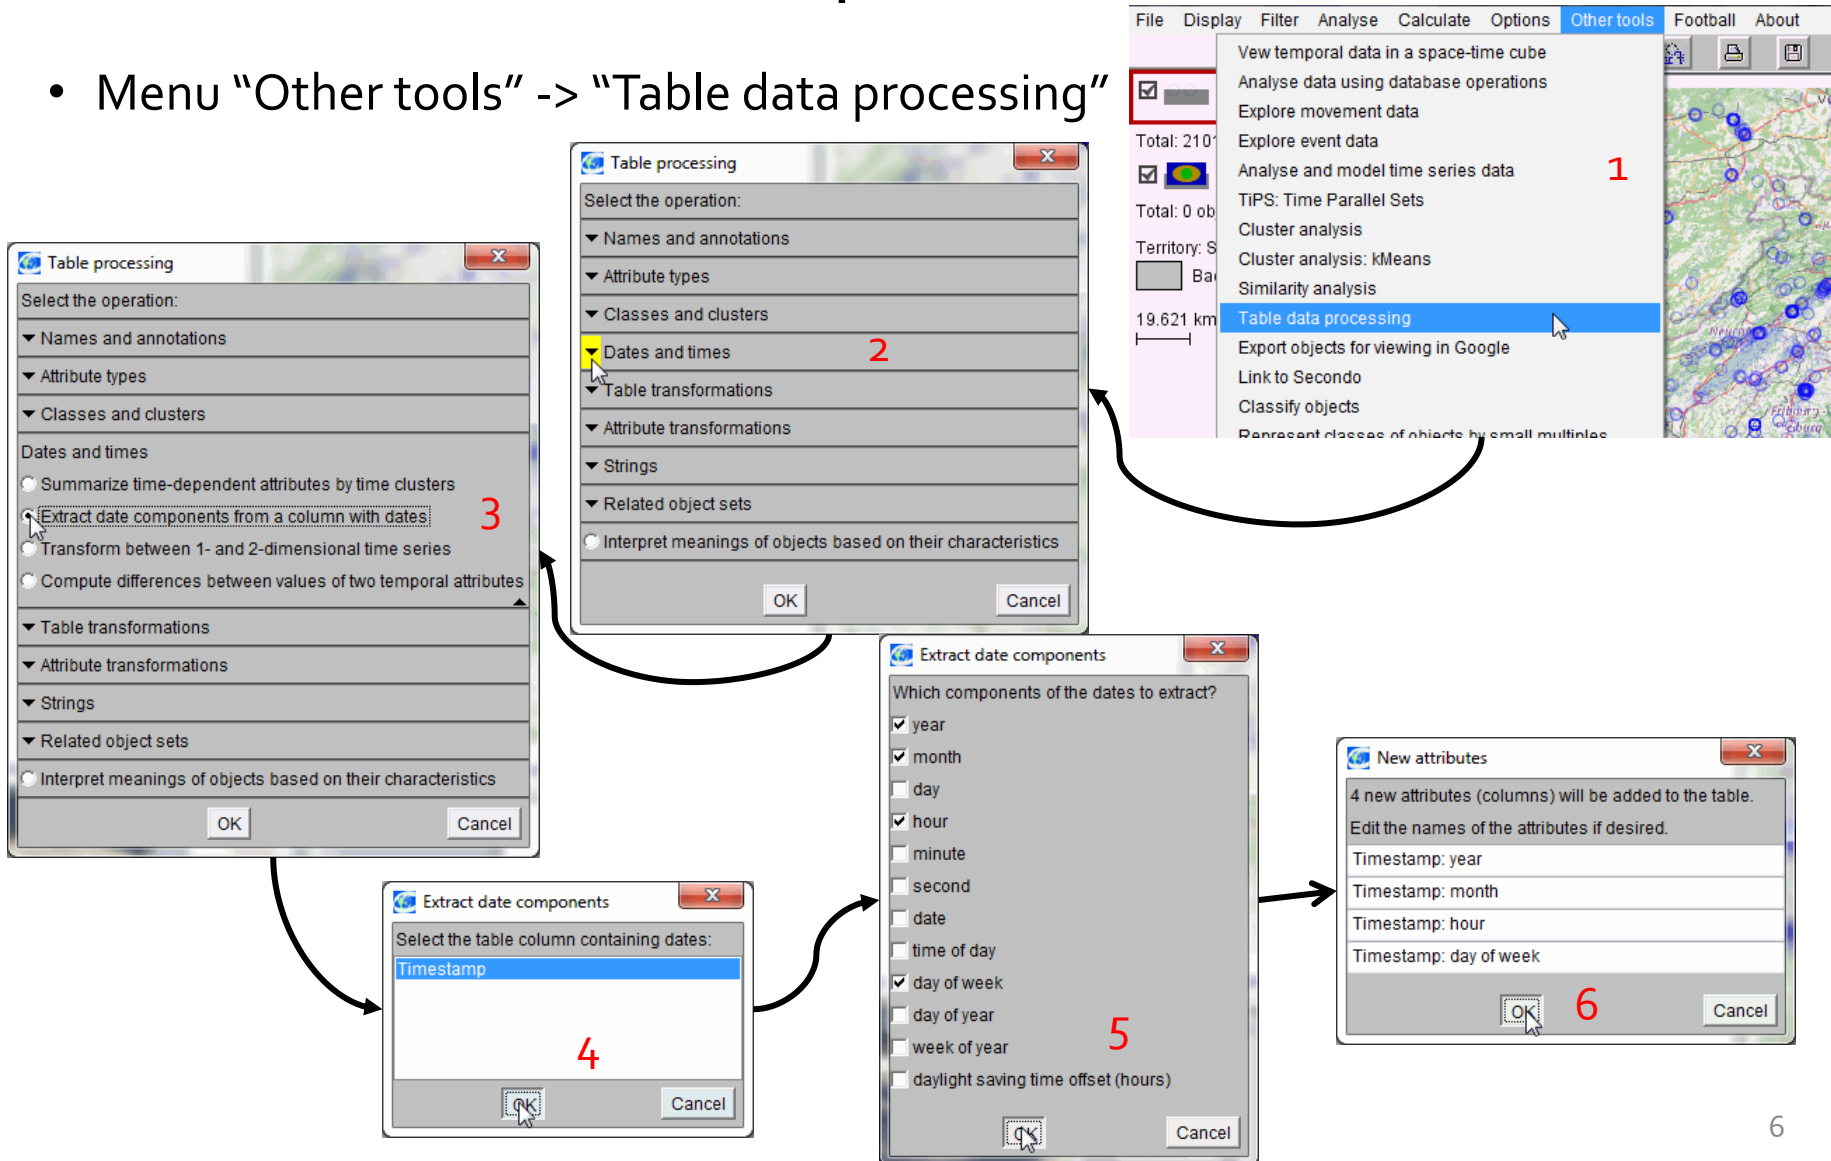 • Menu “Other tools” -> “Table data processing”
File Display Filter Analyse Calculate Options Other tools Football About
Vew temporal data in a space-time cube
Analyse data using database operations
Explore movement data
Explore event data
Analyse and model time series data
TiPS: Time Parallel Sets
Cluster analysis
Cluster analysis: kMeans
Similarity analysis
Table data processing
Export objects for viewing in Google
Link to Secondo
Classify objects
Represent classes of objects by small multiples
1
Total: 210
Total: 0 ob
Territory: S
Ba
19.621 km
Table processing
Select the operation:
Names and annotations
Attribute types
Classes and clusters
Dates and times
2
Table transformations
Attribute transformations
Strings
Related object sets
Interpret meanings of objects based on their characteristics
OK Cancel
Table processing
Select the operation:
Names and annotations
Attribute types
Classes and clusters
Dates and times
Summarize time-dependent attributes by time clusters
Extract date components from a column with dates
3
Transform between 1- and 2-dimensional time series
Compute differences between values of two temporal attributes
Table transformations
Attribute transformations
Strings
Related object sets
Interpret meanings of objects based on their characteristics
OK Cancel
Extract date components
Select the table column containing dates:
Timestamp
4
OK Cancel
Extract date components
Which components of the dates to extract?
year
month
day
hour
minute
second
date
time of day
day of week
day of year
week of year
5
daylight saving time offset (hours)
OK Cancel
New attributes
4 new attributes (columns) will be added to the table.
Edit the names of the attributes if desired.
Timestamp: year
Timestamp: month
Timestamp: hour
Timestamp: day of week
OK 6 Cancel
6